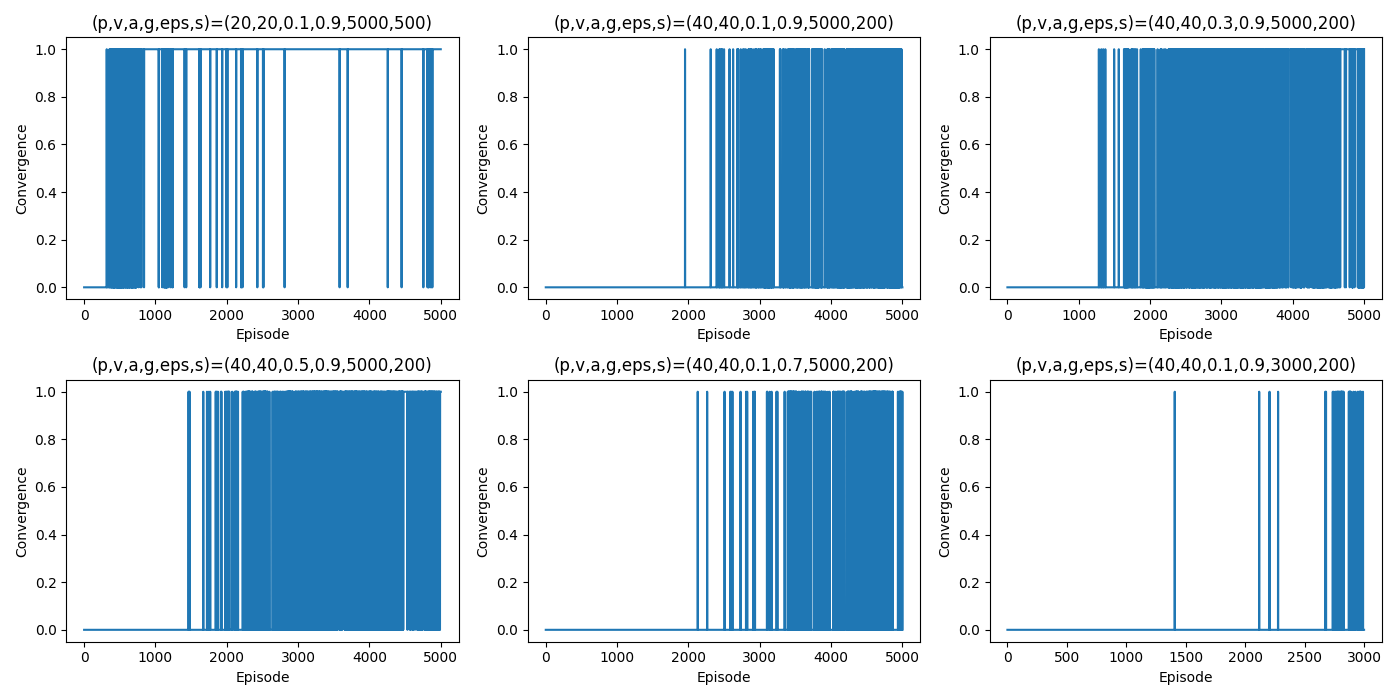 (p,v,a,g,eps,s)=(20,20,0.1,0.9,5000,500)
1.0
0.8
0.6
0.4
0.2
0.0
Convergence
0 1000 2000 3000 4000 5000
Episode
(p,v,a,g,eps,s)=(40,40,0.1,0.9,5000,200)
1.0
0.8
0.6
0.4
0.2
0.0
Convergence
0 1000 2000 3000 4000 5000
Episode
(p,v,a,g,eps,s)=(40,40,0.3,0.9,5000,200)
1.0
0.8
0.6
0.4
0.2
0.0
Convergence
0 1000 2000 3000 4000 5000
Episode
(p,v,a,g,eps,s)=(40,40,0.5,0.9,5000,200)
1.0
0.8
0.6
0.4
0.2
0.0
Convergence
0 1000 2000 3000 4000 5000
Episode
(p,v,a,g,eps,s)=(40,40,0.1,0.7,5000,200)
1.0
0.8
0.6
0.4
0.2
0.0
Convergence
0 1000 2000 3000 4000 5000
Episode
(p,v,a,g,eps,s)=(40,40,0.1,0.9,3000,200)
1.0
0.8
0.6
0.4
0.2
0.0
Convergence
0 500 1000 1500 2000 2500 3000
Episode